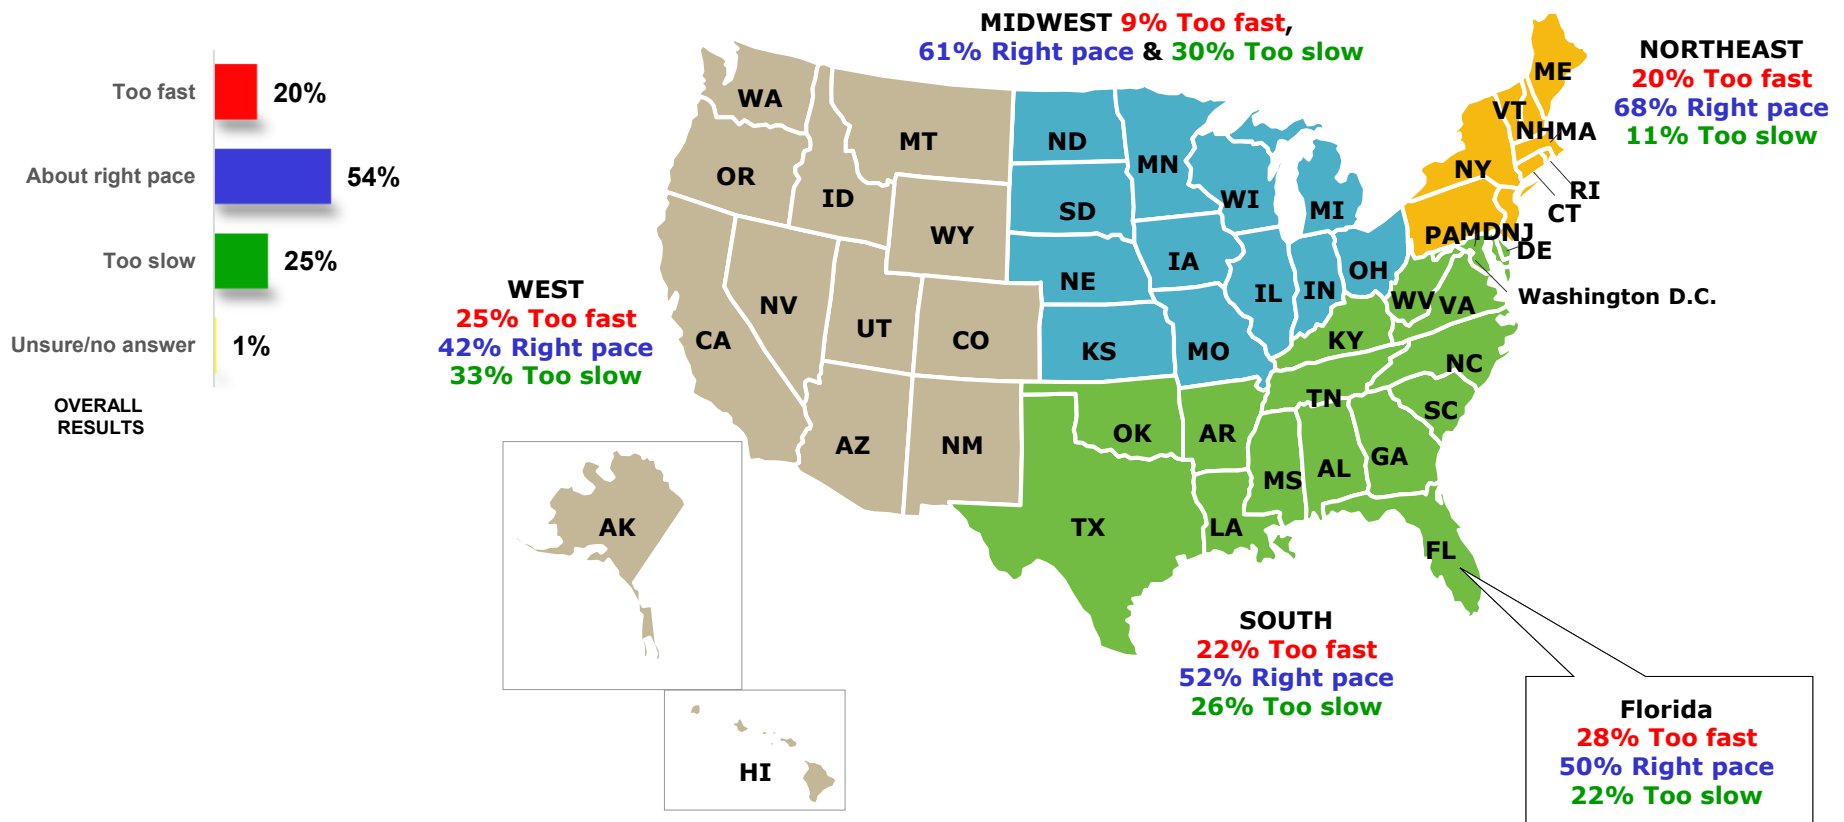 Too fast 20%
About right pace 54%
Too slow 25%
Unsure/no answer 1%
OVERALL
RESULTS
MIDWEST 9% Too fast,
61% Right pace & 30% Too slow
NORTHEAST
20% Too fast
68% Right pace
11% Too slow
WEST
25% Too fast
42% Right pace
33% Too slow
WA
OR
MT
ID
WY
CA
NV
UT
CO
AZ
NM
AK
HI
ND
SD
NE
KS
MN
IA
MO
WI
IL
MI
IN
OH
ME
VT
NH
MA
NY
RI
CT
PA
MD
NJ
DE
Washington D.C.
WV
VA
KY
NC
TN
SC
OK
AR
MS
AL
GA
TX
LA
FL
SOUTH
22% Too fast
52% Right pace
26% Too slow
Florida
28% Too fast
50% Right pace
22% Too slow